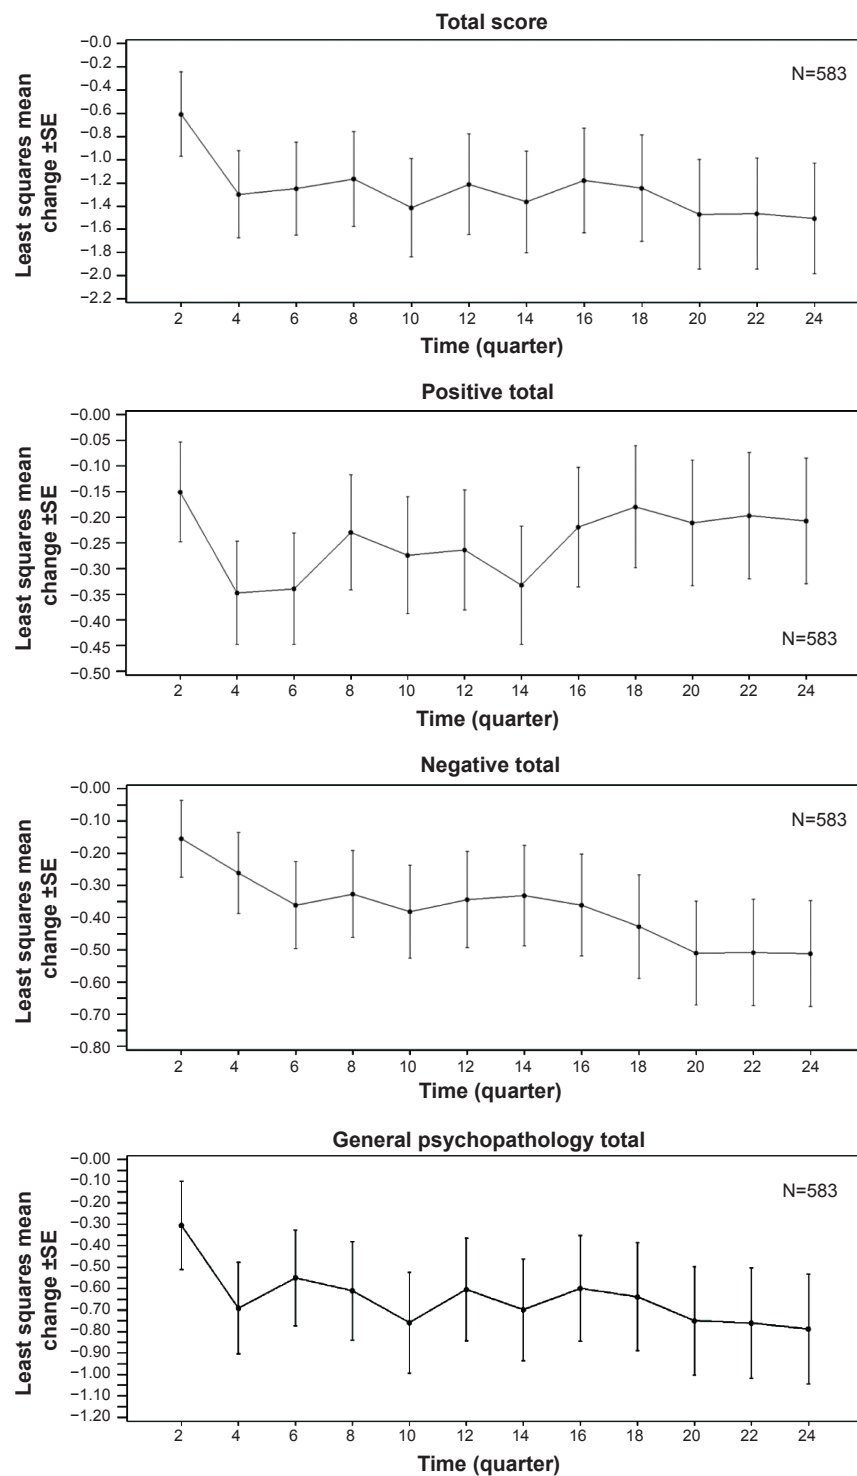 Total score
Least squares mean
change ±SE
−0.0
−0.2
−0.4
−0.6
−0.8
−1.0
−1.2
−1.4
−1.6
−1.8
−2.0
−2.2
N=583
2 4 6 8 10 12 14 16 18 20 22 24
Time (quarter)
Positive total
Least squares mean
change ±SE
−0.00
−0.05
−0.10
−0.15
−0.20
−0.25
−0.30
−0.35
−0.40
−0.45
−0.50
N=583
2 4 6 8 10 12 14 16 18 20 22 24
Time (quarter)
Negative total
Least squares mean
change ±SE
−0.00
−0.10
−0.20
−0.30
−0.40
−0.50
−0.60
−0.70
−0.80
N=583
2 4 6 8 10 12 14 16 18 20 22 24
Time (quarter)
General psychopathology total
Least squares mean
change ±SE
−0.00
−0.10
−0.20
−0.30
−0.40
−0.50
−0.60
−0.70
−0.80
−0.90
−1.00
−1.10
−1.20
N=583
2 4 6 8 10 12 14 16 18 20 22 24
Time (quarter)